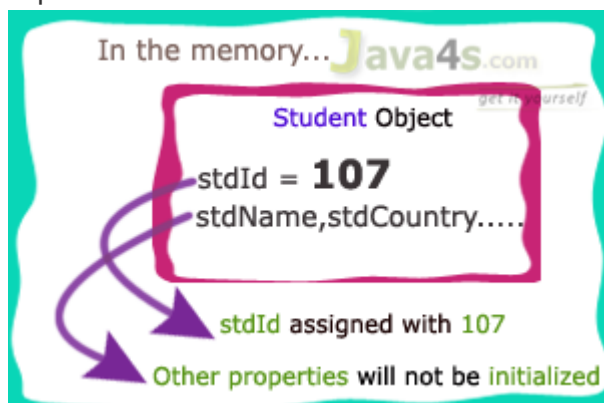 In the memory...Java4s.com
get it yourself
Student Object
stdId = 107
stdName,stdCountry.....
stdId assigned with 107
Other properties will not be initialized